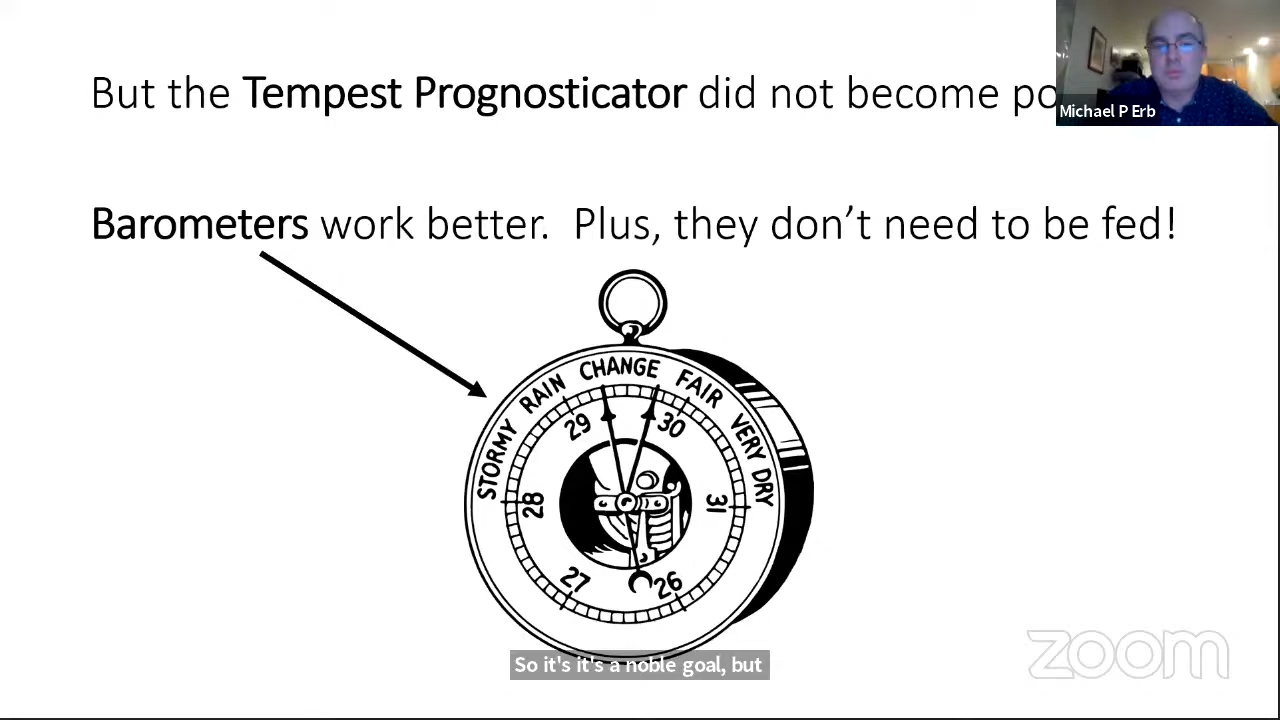 But the Tempest Prognosticator did not become po
Michael P Erb
Barometers work better. Plus, they don't need to be fed!
STORMY RAIN CHANGE FAIR VERY DRY
29 30
28 31
27 26
So it's it's a noble goal, but
zoom